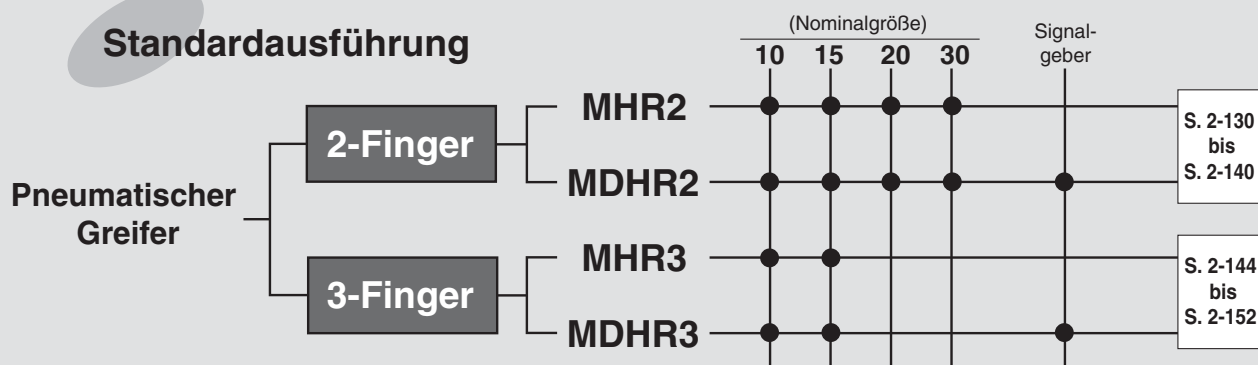 Standardausführung
(Nominalgröße)
10 15 20 30
Signal-
geber
Pneumatischer
Greifer
2-Finger
MHR2
MDHR2
S. 2-130
bis
S. 2-140
3-Finger
MHR3
MDHR3
S. 2-144
bis
S. 2-152